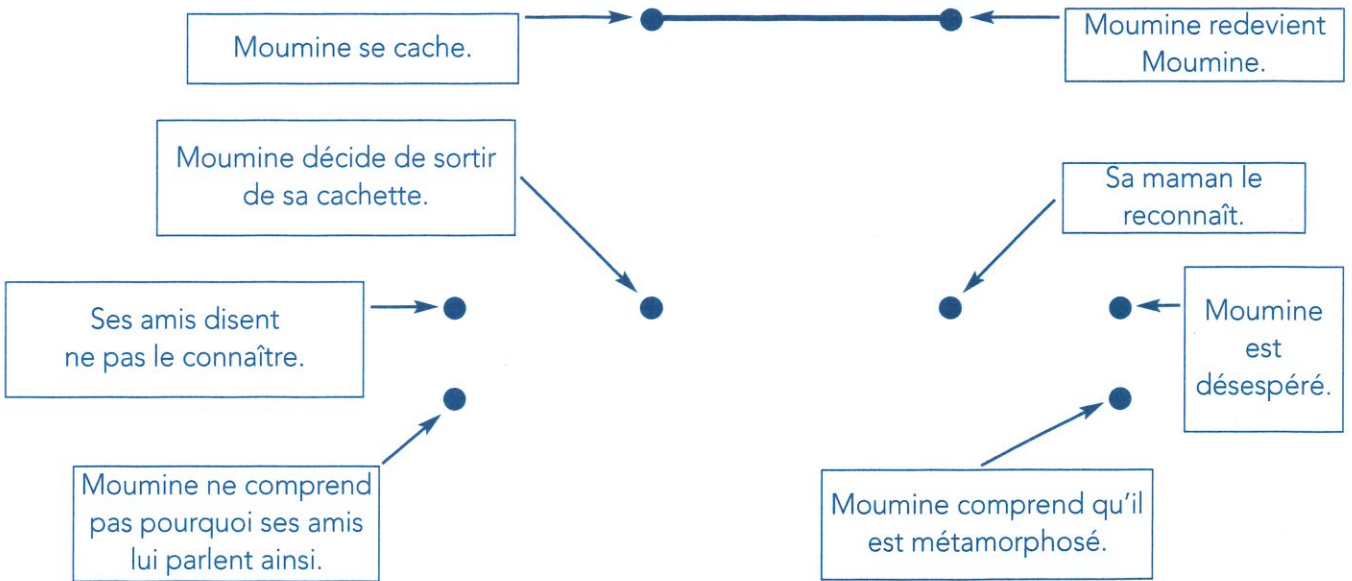 Moumine se cache.
Moumine redevient
Moumine.
Moumine décide de sortir
de sa cachette.
Sa maman le
reconnaît.
Ses amis disent
ne pas le connaître.
Moumine
est
désespéré.
Moumine ne comprend
pas pourquoi ses amis
lui parlent ainsi.
Moumine comprend qu'il
est métamorphosé.